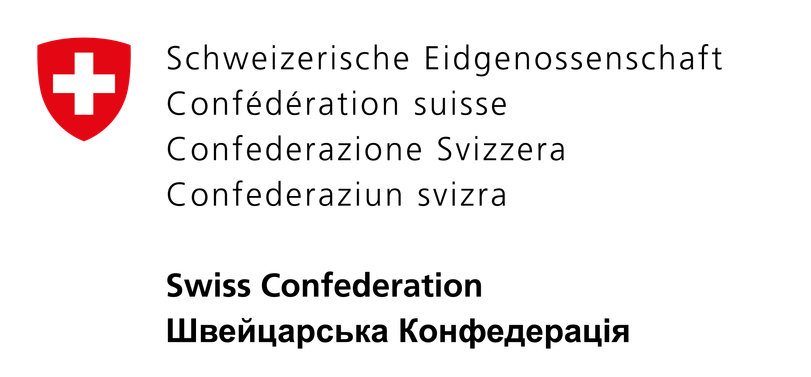 Schweizerische Eidgenossenschaft
Confédération suisse
Confederazione Svizzera
Confederaziun svizra
Swiss Confederation
Швейцарська Конфедерація